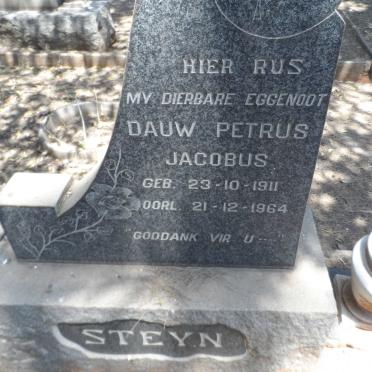 HIER RUS
MY DIERBARE EGGENOOT
DAUW PETRUS
JACOBUS
GEB. 23-10-1911
OORL. 21-12-1964
"GODDANK VIR U ...."
STEYN